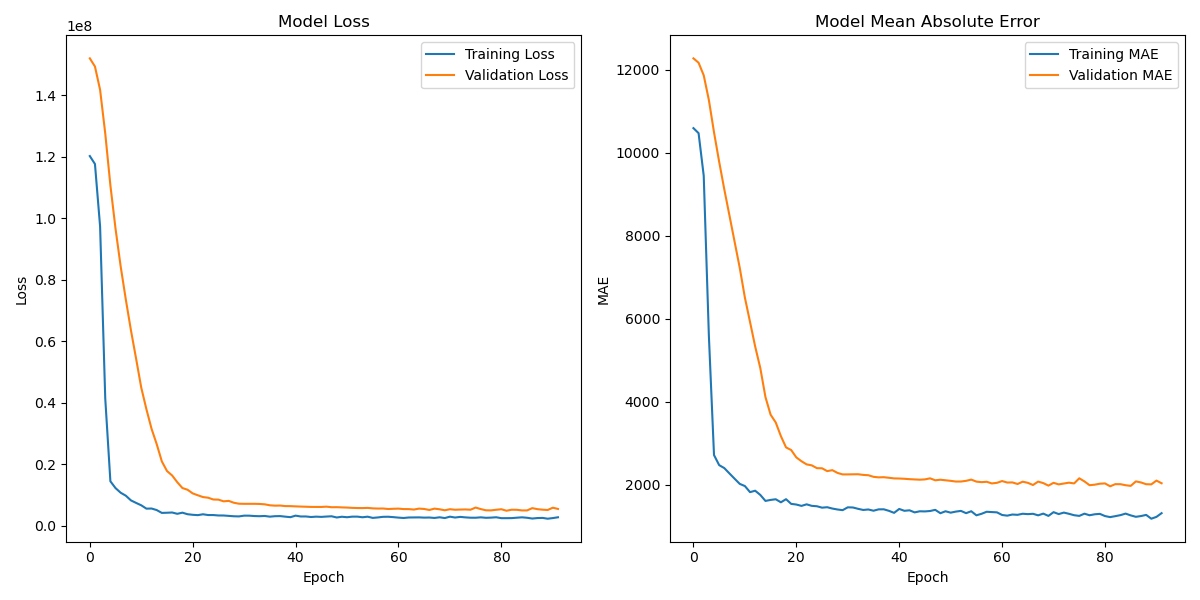 Model Loss
1e8
Training Loss
Validation Loss
1.4
1.2
1.0
0.8
0.6
0.4
0.2
0.0
Loss
0 20 40 60 80
Epoch
Model Mean Absolute Error
Training MAE
Validation MAE
12000
10000
8000
6000
4000
2000
MAE
0 20 40 60 80
Epoch